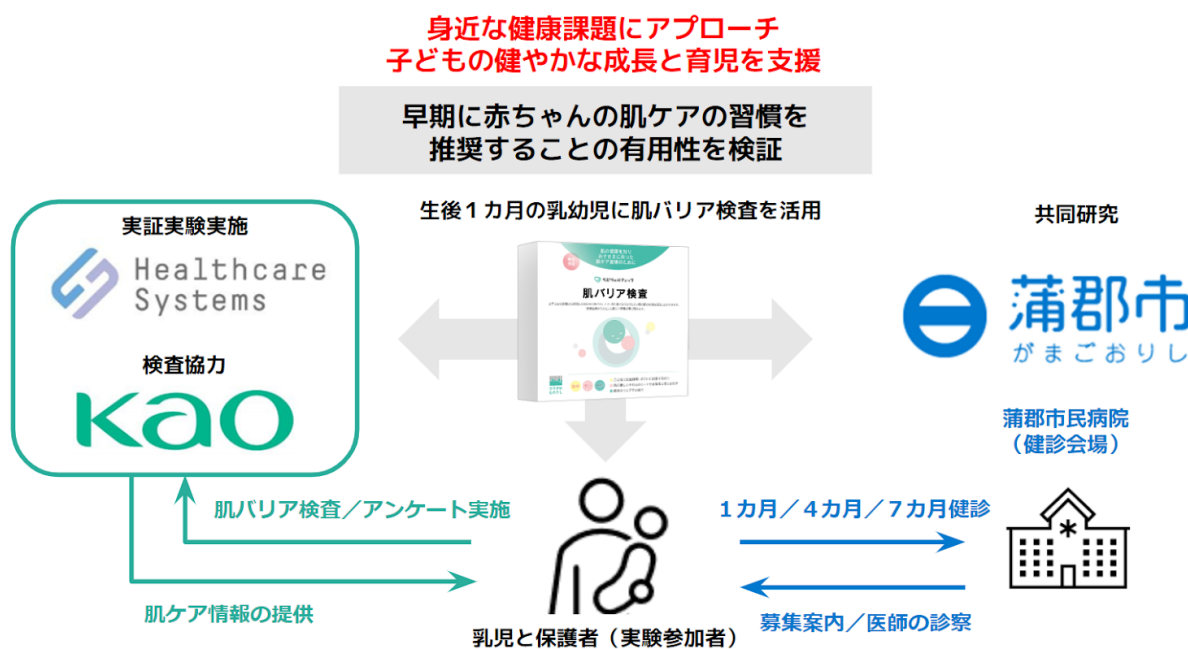 身近な健康課題にアプローチ
子どもの健やかな成長と育児を支援
早期に赤ちゃんの肌ケアの習慣を
推奨することの有用性を検証
生後１カ月の乳幼児に肌バリア検査を活用
実証実験実施
Healthcare
Systems
検査協力
Kao
肌バリア検査
共同研究
蒲郡市
がまごおりし
蒲郡市民病院
（健診会場）
肌バリア検査／アンケート実施
肌ケア情報の提供
１カ月／４カ月／７カ月健診
募集案内／医師の診察
乳児と保護者（実験参加者）